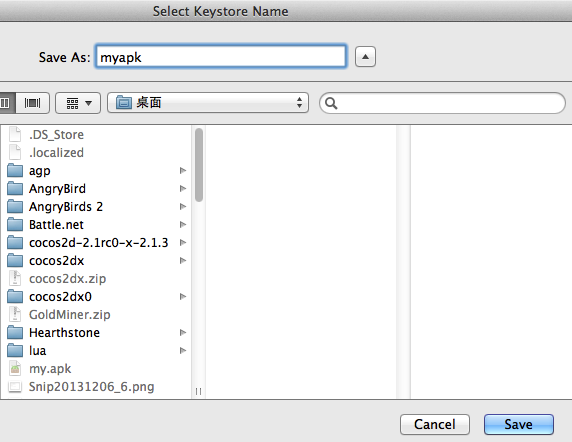 Select Keystore Name
Save As: myapk
桌面
.DS_Store
.localized
agp
AngryBird
AngryBirds 2
Battle.net
cocos2d-2.1rc0-x-2.1.3
cocos2dx
cocos2dx.zip
cocos2dx0
GoldMiner.zip
Hearthstone
lua
my.apk
Snip20131206_6.png
Cancel Save